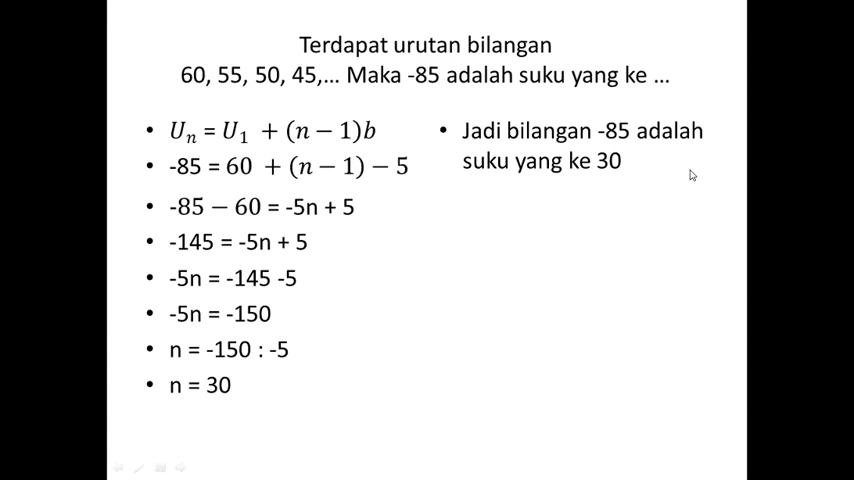 Terdapat urutan bilangan
60, 55, 50, 45,... Maka -85 adalah suku yang ke ...
• Uₙ = U₁ + (n − 1)b
• -85 = 60 + (n − 1) − 5
• -85 − 60 = -5n + 5
• -145 = -5n + 5
• -5n = -145 -5
• -5n = -150
• n = -150 : -5
• n = 30
• Jadi bilangan -85 adalah
suku yang ke 30